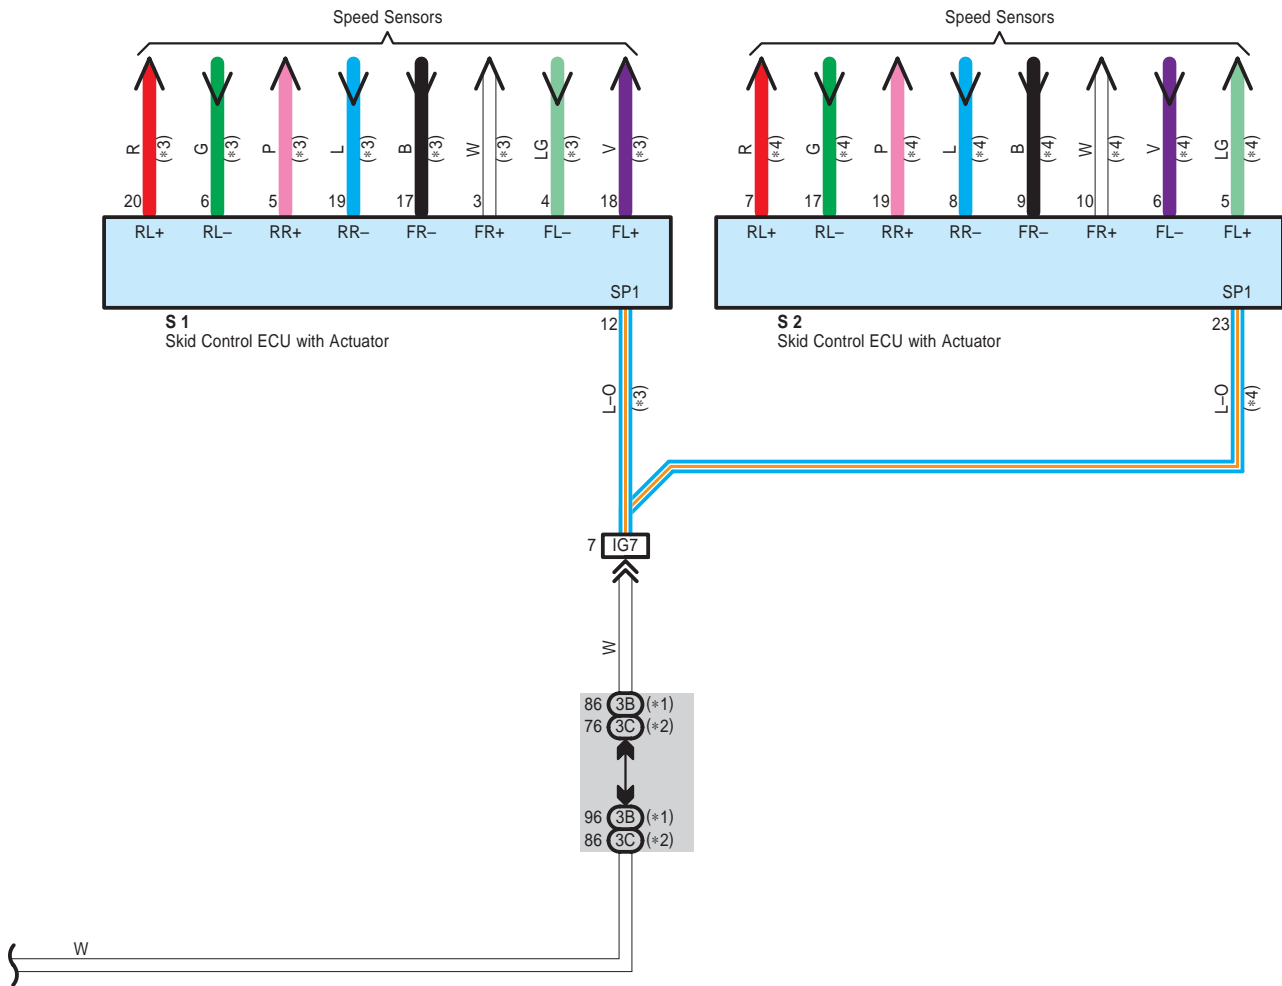 Speed Sensors
Speed Sensors
R (*3)
G (*3)
P (*3)
L (*3)
B (*3)
W (*3)
LG (*3)
V (*3)
R (*4)
G (*4)
P (*4)
L (*4)
B (*4)
W (*4)
V (*4)
LG (*4)
20 6 5 19 17 3 4 18
7 17 19 8 9 10 6 5
RL+ RL– RR+ RR– FR– FR+ FL– FL+
RL+ RL– RR+ RR– FR– FR+ FL– FL+
SP1
SP1
S 1
Skid Control ECU with Actuator
12
S 2
Skid Control ECU with Actuator
23
L–O (*3)
L–O (*4)
7 IG7
W
86 3B (*1)
76 3C (*2)
96 3B (*1)
86 3C (*2)
W